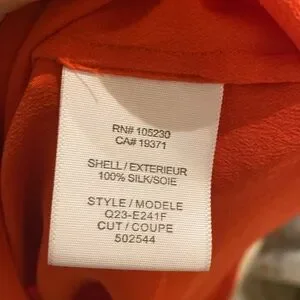 RN# 105230
CA# 19371
SHELL / EXTERIEUR
100% SILK/SOIE
STYLE / MODELE
Q23-E241F
CUT / COUPE
502544